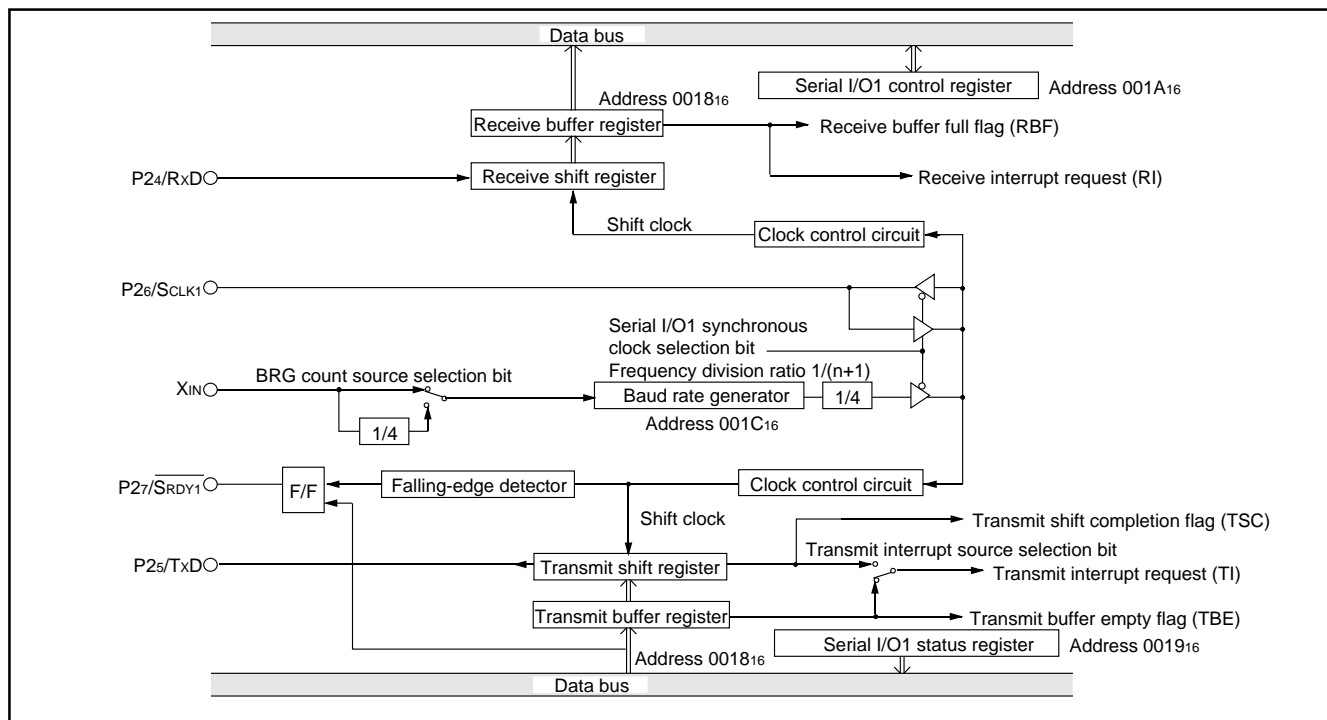 Data bus
Serial I/O1 control register
Address 001A16
Address 001816
Receive buffer register
Receive buffer full flag (RBF)
P24/RXD
Receive shift register
Receive interrupt request (RI)
Shift clock
Clock control circuit
P26/SCLK1
Serial I/O1 synchronous
clock selection bit
BRG count source selection bit
Frequency division ratio 1/(n+1)
XIN
Baud rate generator
1/4
1/4
Address 001C16
P27/SRDY1
F/F
Falling-edge detector
Clock control circuit
Shift clock
Transmit shift completion flag (TSC)
Transmit interrupt source selection bit
P25/TXD
Transmit shift register
Transmit interrupt request (TI)
Transmit buffer register
Transmit buffer empty flag (TBE)
Address 001816
Serial I/O1 status register
Address 001916
Data bus